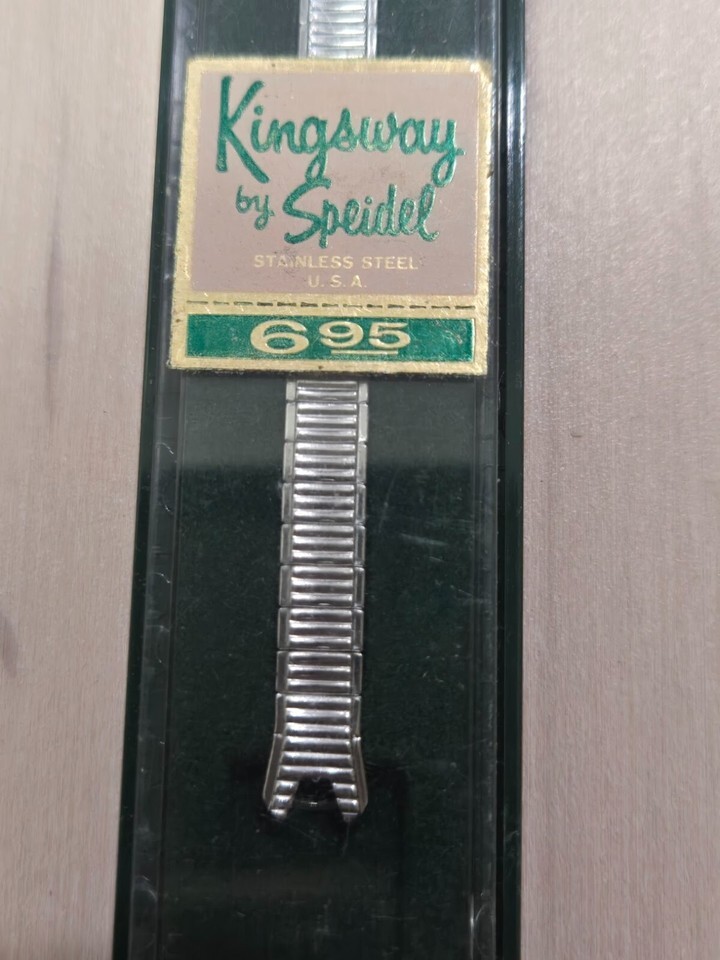 Kingsway
by Speidel
STAINLESS STEEL
U.S.A.
695